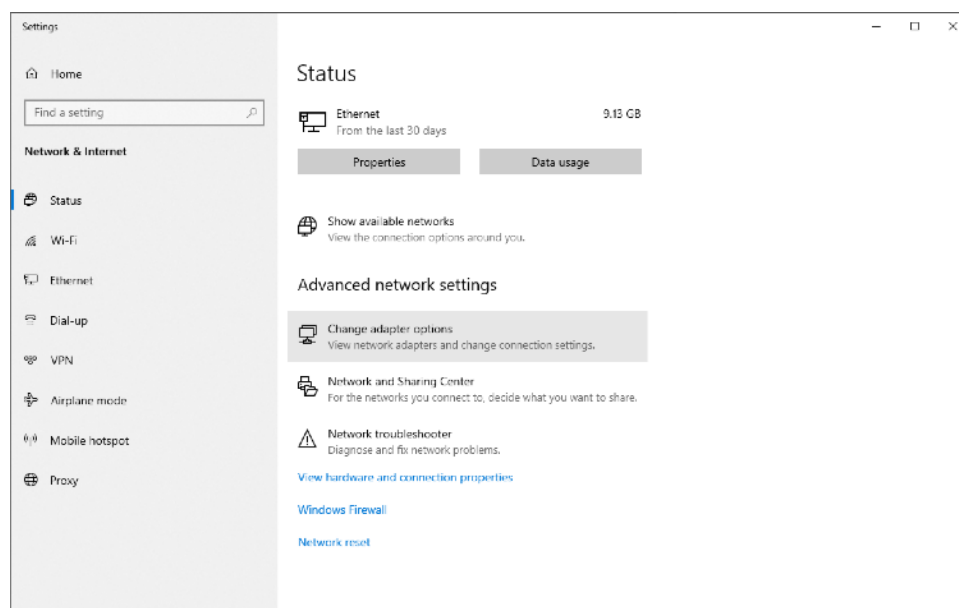 Settings
Home
Find a setting
Network & Internet
Status
Wi-Fi
Ethernet
Dial-up
VPN
Airplane mode
Mobile hotspot
Proxy
Status
Ethernet 9.13 GB
From the last 30 days
Properties Data usage
Show available networks
View the connection options around you.
Advanced network settings
Change adapter options
View network adapters and change connection settings.
Network and Sharing Center
For the networks you connect to, decide what you want to share.
Network troubleshooter
Diagnose and fix network problems.
View hardware and connection properties
Windows Firewall
Network reset